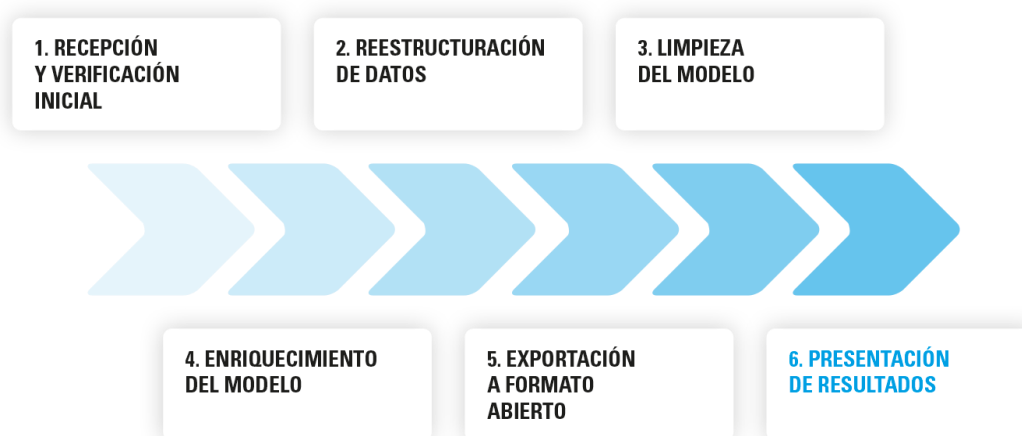 1. RECEPCIÓN
Y VERIFICACIÓN
INICIAL
2. REESTRUCTURACIÓN
DE DATOS
3. LIMPIEZA
DEL MODELO
4. ENRIQUECIMIENTO
DEL MODELO
5. EXPORTACIÓN
A FORMATO
ABIERTO
6. PRESENTACIÓN
DE RESULTADOS